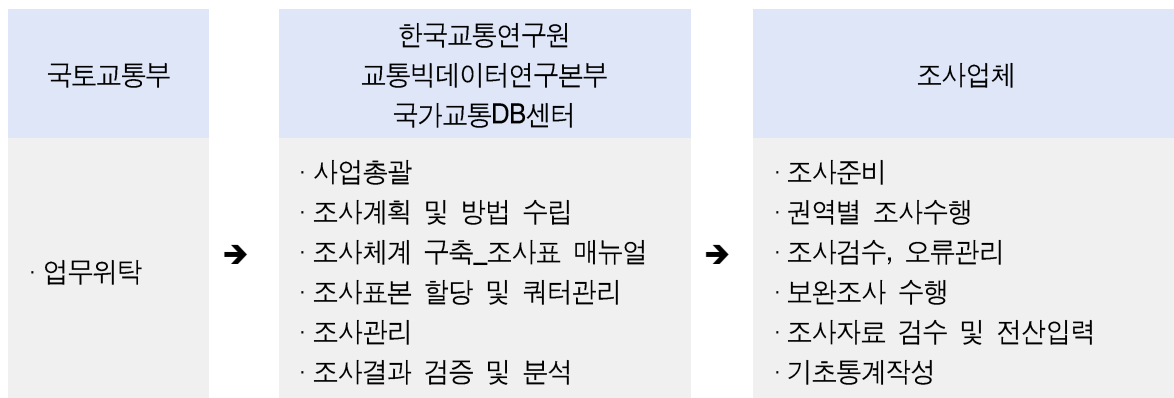 국토교통부
한국교통연구원
교통빅데이터연구본부
국가교통DB센터
조사업체
· 업무위탁
➔
· 사업총괄
· 조사계획 및 방법 수립
· 조사체계 구축_조사표 매뉴얼
· 조사표본 할당 및 쿼터관리
· 조사관리
· 조사결과 검증 및 분석
➔
· 조사준비
· 권역별 조사수행
· 조사검수, 오류관리
· 보완조사 수행
· 조사자료 검수 및 전산입력
· 기초통계작성